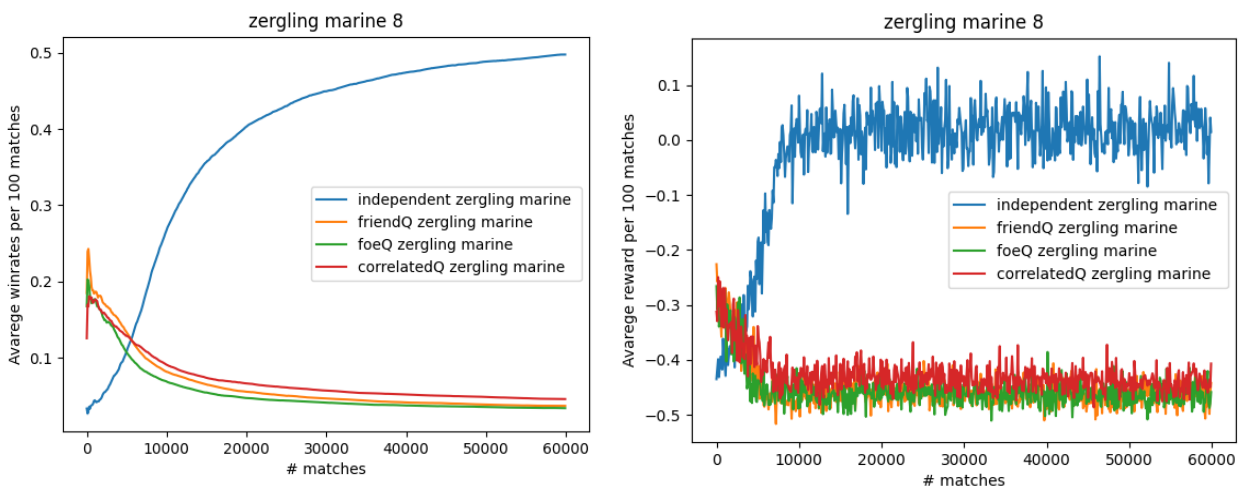 zergling marine 8
0.5
0.4
0.3
0.2
0.1
Avarege winrates per 100 matches
independent zergling marine
friendQ zergling marine
foeQ zergling marine
correlatedQ zergling marine
0 10000 20000 30000 40000 50000 60000
# matches
zergling marine 8
0.1
0.0
−0.1
−0.2
−0.3
−0.4
−0.5
Avarege reward per 100 matches
independent zergling marine
friendQ zergling marine
foeQ zergling marine
correlatedQ zergling marine
0 10000 20000 30000 40000 50000 60000
# matches